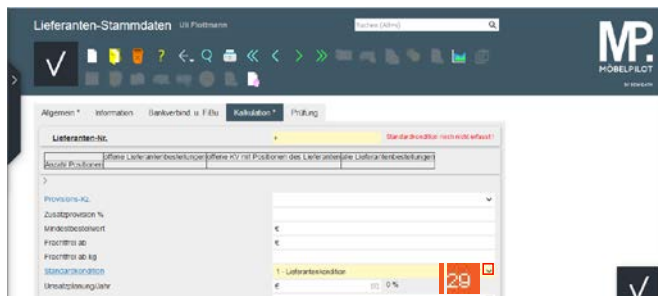 Lieferanten-Stammdaten Uli Flottmann
Suchen (Alt+i)
MP.
MÖBELPILOT
Allgemein * Information Bankverbind. u. FiBu Kalkulation * Prüfung
Lieferanten-Nr. Standardkondition noch nicht erfasst!
offene Lieferantenbestellungen offene KV mit Positionen des Lieferanten alle Lieferantenbestellungen
Anzahl Positionen
Provisions-Kz.
Zusatzprovision %
Mindestbestellwert €
Frachtfrei ab €
Frachtfrei ab kg
Standardkondition 1 - Lieferantenkondition 29
Umsatzplanung/Jahr € 0 %